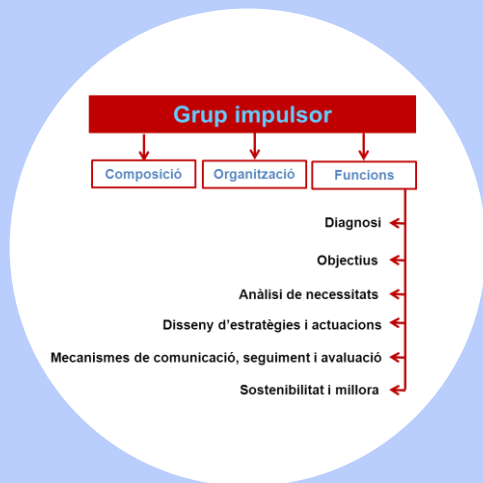 Grup impulsor
Composició
Organització
Funcions
Diagnosi
Objectius
Anàlisi de necessitats
Disseny d'estratègies i actuacions
Mecanismes de comunicació, seguiment i avaluació
Sostenibilitat i millora